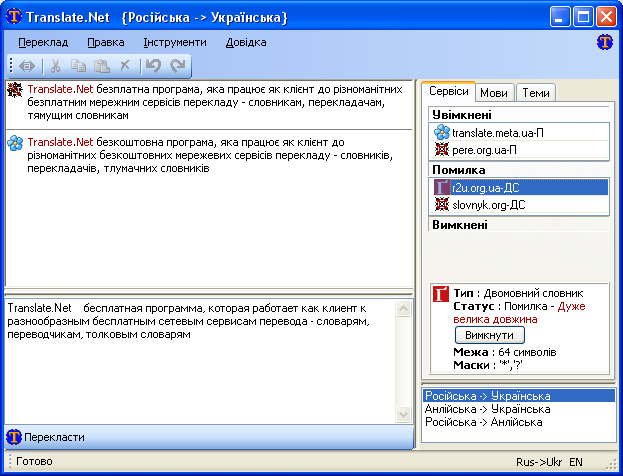 Translate.Net {Російська -> Українська}
Переклад Правка Інструменти Довідка
Translate.Net безплатна програма, яка працює як клієнт до різноманітних
безплатним мережним сервісів перекладу - словникам, перекладачам,
тямущим словникам
Translate.Net безкоштовна програма, яка працює як клієнт до
різноманітних безкоштовних мережевих сервісів перекладу - словників,
перекладачів, тлумачних словників
Translate.Net бесплатная программа, которая работает как клиент к
разнообразным бесплатным сетевым сервисам перевода - словарям,
переводчикам, толковым словарям
Перекласти
Сервіси Мови Теми
Увімкнені
translate.meta.ua-П
pere.org.ua-П
Помилка
r2u.org.ua-ДС
slovnyk.org-ДС
Вимкнені
Тип : Двомовний словник
Статус : Помилка - Дуже
велика довжина
Вимкнути
Межа : 64 символів
Маски : '*','?'
Російська -> Українська
Анлійська -> Українська
Російська -> Анлійська
Готово
Rus->Ukr EN